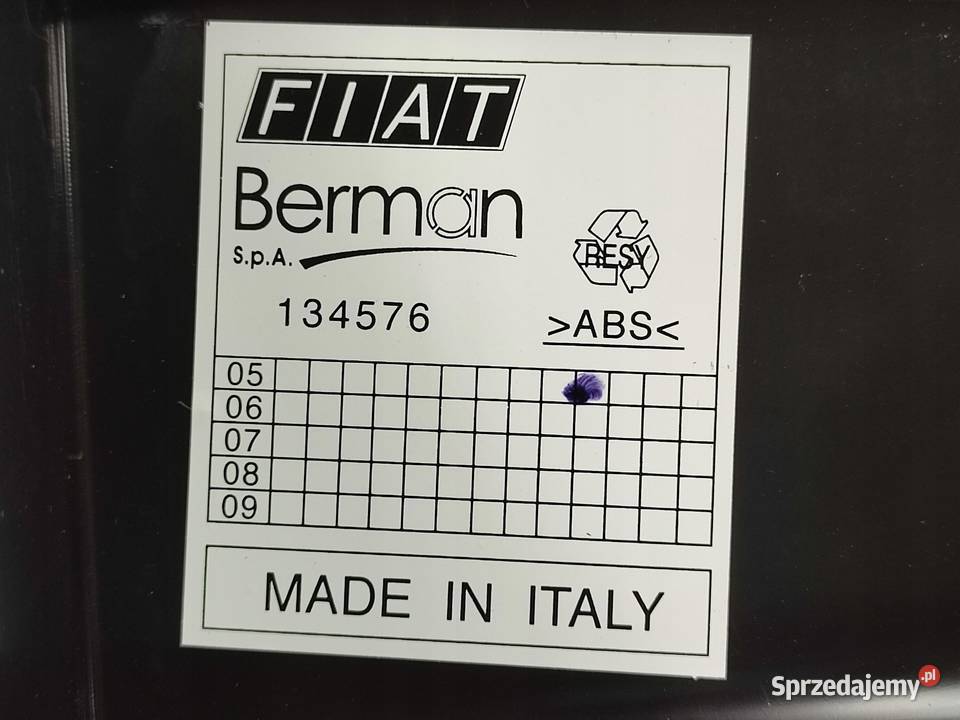 FIAT
Berman
S.p.A.
RESY
134576
>ABS<
05
06
07
08
09
MADE IN ITALY
Sprzedajemy.pl